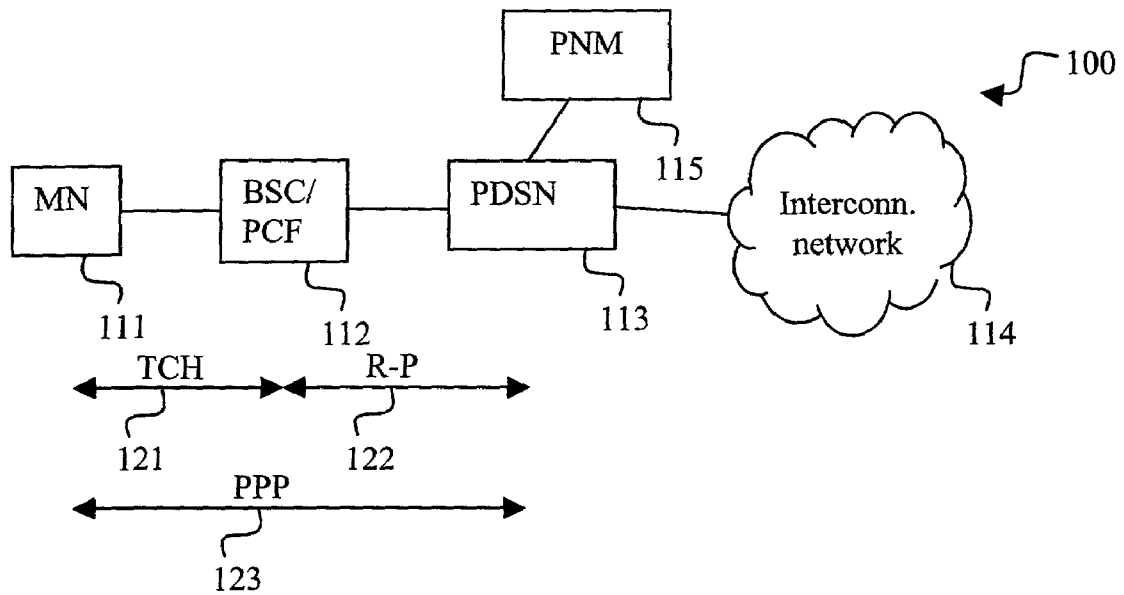 PNM
100
115
MN
BSC/
PCF
PDSN
Interconn.
network
111
112
113
114
TCH
R-P
121
122
PPP
123